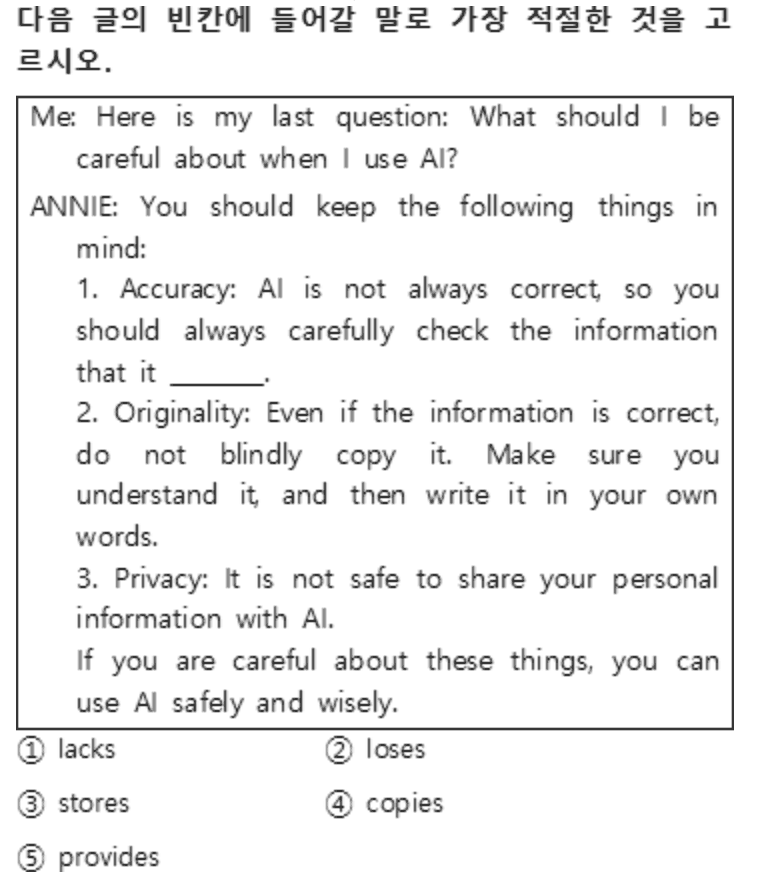 다음 글의 빈칸에 들어갈 말로 가장 적절한 것을 고
르시오.
Me: Here is my last question: What should I be
careful about when I use AI?
ANNIE: You should keep the following things in
mind:
1. Accuracy: AI is not always correct, so you
should always carefully check the information
that it ______.
2. Originality: Even if the information is correct,
do not blindly copy it. Make sure you
understand it, and then write it in your own
words.
3. Privacy: It is not safe to share your personal
information with AI.
If you are careful about these things, you can
use AI safely and wisely.
① lacks ② loses
③ stores ④ copies
⑤ provides